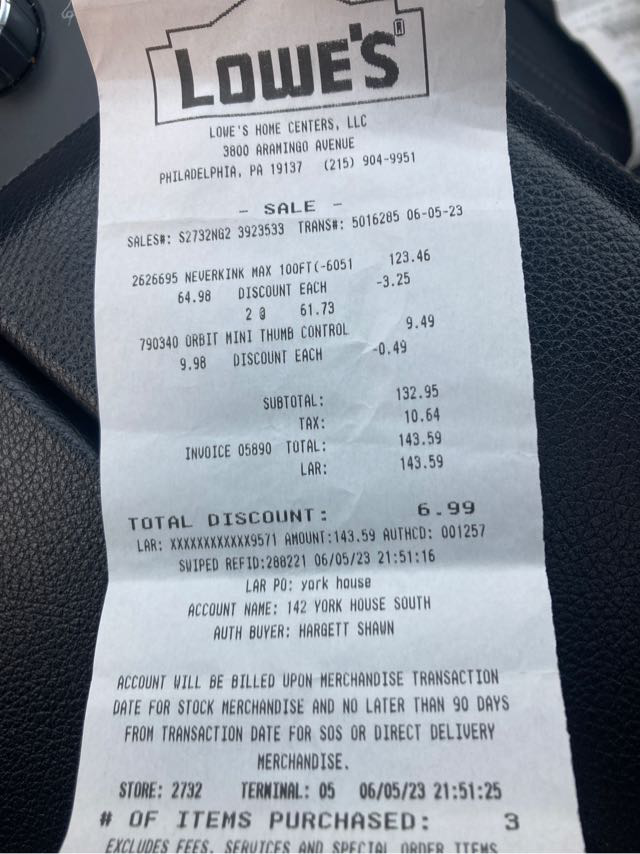 LOWE'S®
LOWE'S HOME CENTERS, LLC
3800 ARAMINGO AVENUE
PHILADELPHIA, PA 19137 (215) 904-9951
- SALE -
SALES#: S2732NG2 3923533 TRANS#: 5016285 06-05-23
2626695 NEVERKINK MAX 100FT(-6051 123.46
64.98 DISCOUNT EACH -3.25
2 @ 61.73
790340 ORBIT MINI THUMB CONTROL 9.49
9.98 DISCOUNT EACH -0.49
SUBTOTAL: 132.95
TAX: 10.64
INVOICE 05890 TOTAL: 143.59
LAR: 143.59
TOTAL DISCOUNT: 6.99
LAR: XXXXXXXXXXXX9571 AMOUNT:143.59 AUTHCD: 001257
SWIPED REFID:288221 06/05/23 21:51:16
LAR PO: york house
ACCOUNT NAME: 142 YORK HOUSE SOUTH
AUTH BUYER: HARGETT SHAWN
ACCOUNT WILL BE BILLED UPON MERCHANDISE TRANSACTION
DATE FOR STOCK MERCHANDISE AND NO LATER THAN 90 DAYS
FROM TRANSACTION DATE FOR SOS OR DIRECT DELIVERY
MERCHANDISE.
STORE: 2732 TERMINAL: 05 06/05/23 21:51:25
# OF ITEMS PURCHASED: 3
EXCLUDES FEES, SERVICES AND SPECIAL ORDER ITEMS